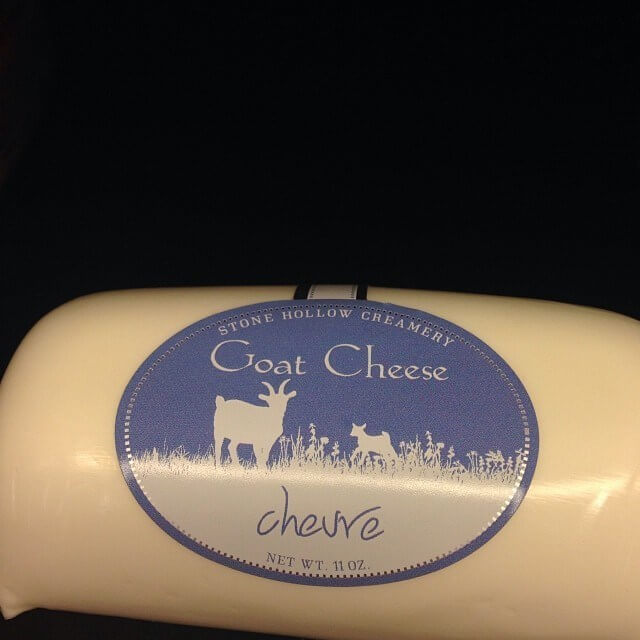 STONE HOLLOW CREAMERY
Goat Cheese
chevre
NET WT. 11 OZ.